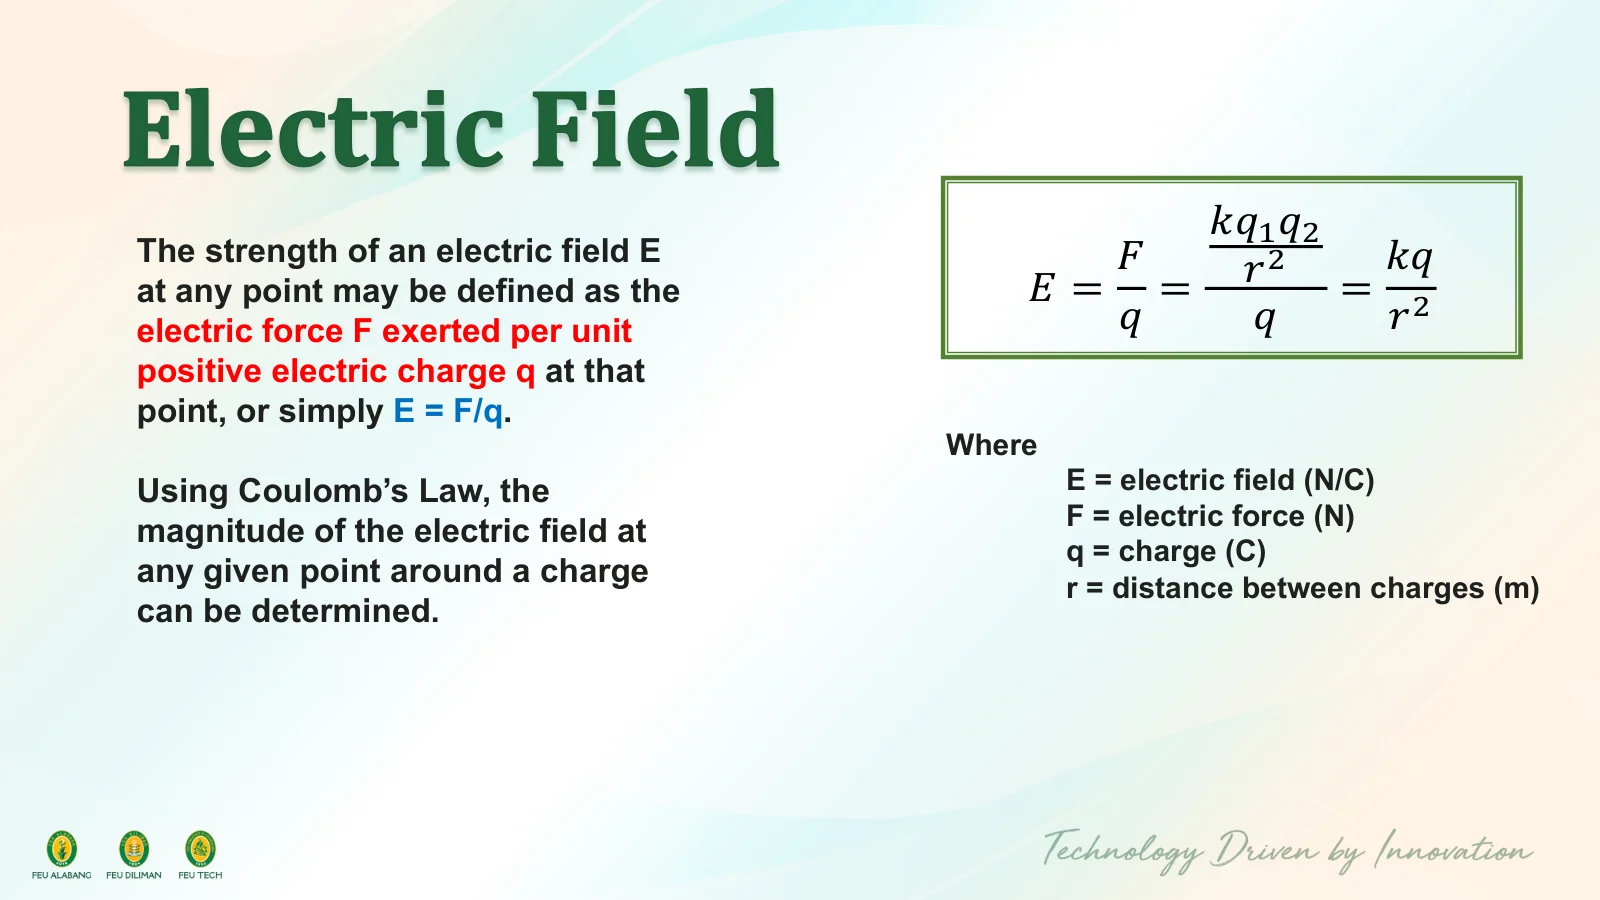 Electric Field
The strength of an electric field E
at any point may be defined as the
electric force F exerted per unit
positive electric charge q at that
point, or simply E = F/q.
Using Coulomb’s Law, the
magnitude of the electric field at
any given point around a charge
can be determined.
E = F/q = (kq₁q₂/r²)/q = kq/r²
Where
E = electric field (N/C)
F = electric force (N)
q = charge (C)
r = distance between charges (m)
FEU ALABANG FEU DILIMAN FEU TECH
Technology Driven by Innovation